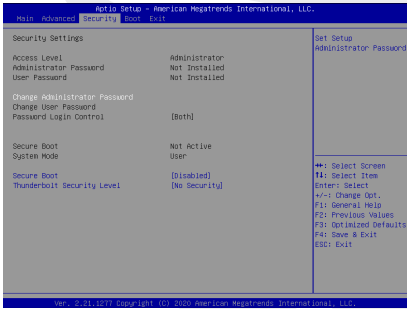 Aptio Setup – American Megatrends International, LLC.
Main Advanced Security Boot Exit
Security Settings
Access Level Administrator
Administrator Password Not Installed
User Password Not Installed
Change Administrator Password
Change User Password
Password Login Control [Both]
Secure Boot Not Active
System Mode User
Secure Boot [Disabled]
Thunderbolt Security Level [No Security]
Set Setup
Administrator Password
→←: Select Screen
↑↓: Select Item
Enter: Select
+/-: Change Opt.
F1: General Help
F2: Previous Values
F3: Optimized Defaults
F4: Save & Exit
ESC: Exit
Ver. 2.21.1277 Copyright (C) 2020 American Megatrends International, LLC.